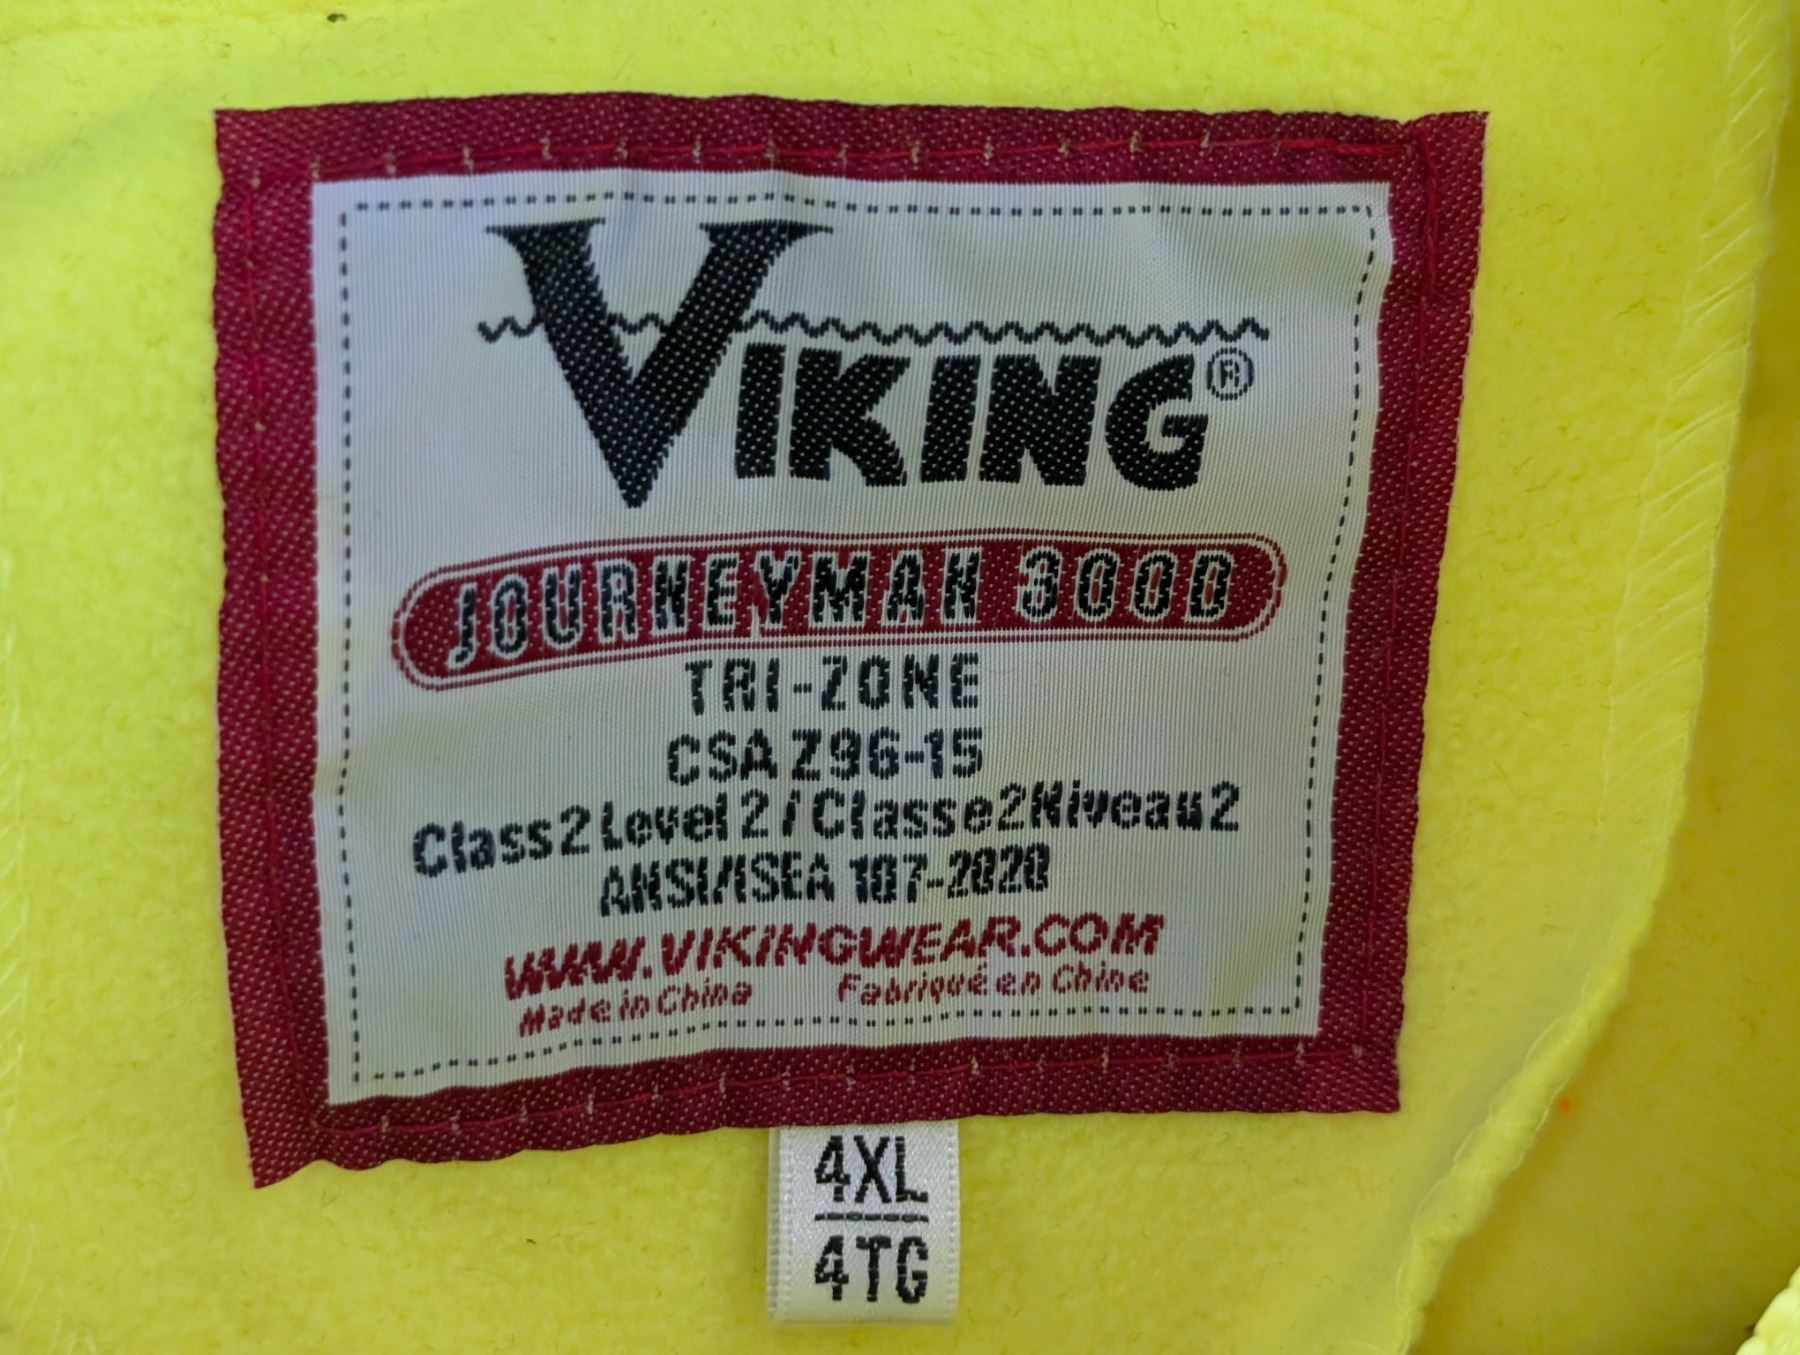 VIKING®
JOURNEYMAN 300D
TRI-ZONE
CSA Z96-15
Class 2 Level 2 / Classe 2 Niveau 2
ANSI/ISEA 107-2020
WWW.VIKINGWEAR.COM
Made in China Fabriqué en Chine
4XL
4TG